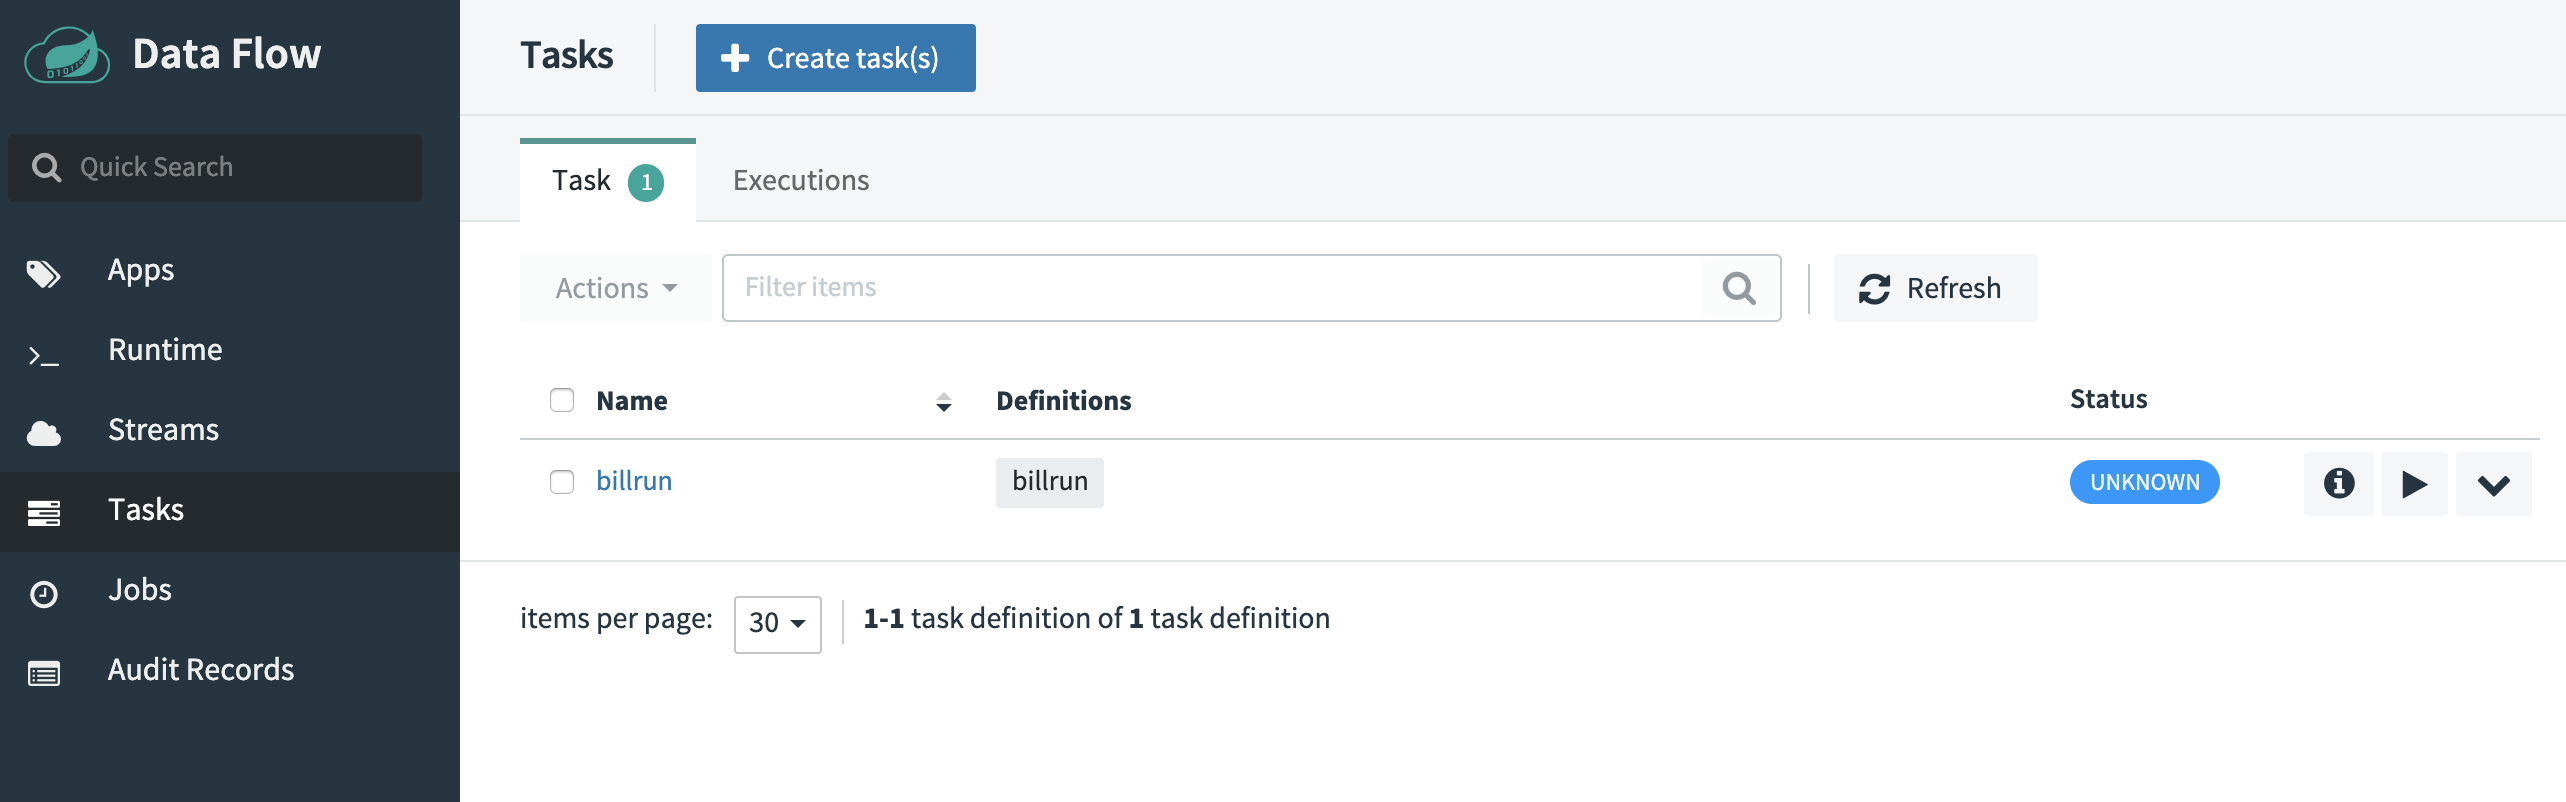 Data Flow
Quick Search
Apps
Runtime
Streams
Tasks
Jobs
Audit Records
Tasks
Create task(s)
Task 1
Executions
Actions
Filter items
Refresh
Name Definitions Status
billrun billrun UNKNOWN
items per page: 30 1-1 task definition of 1 task definition